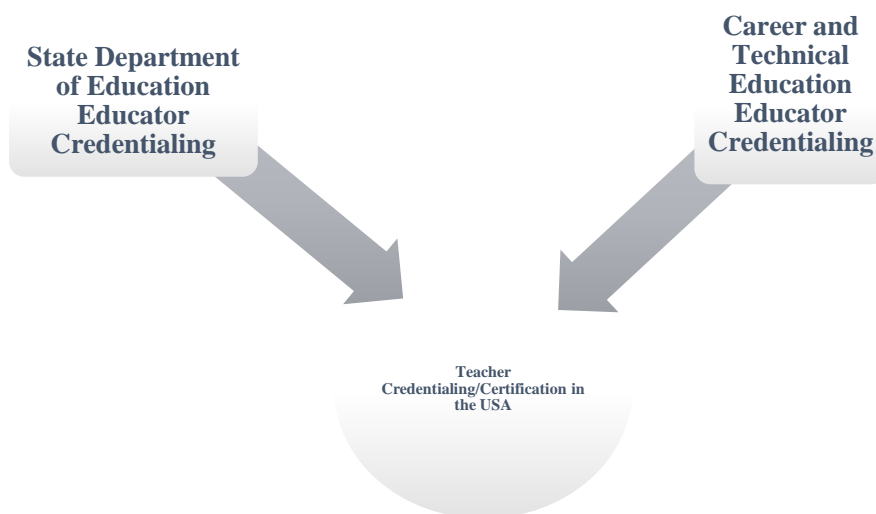 State Department
of Education
Educator
Credentialing
Career and
Technical
Education
Educator
Credentialing
Teacher
Credentialing/Certification in
the USA